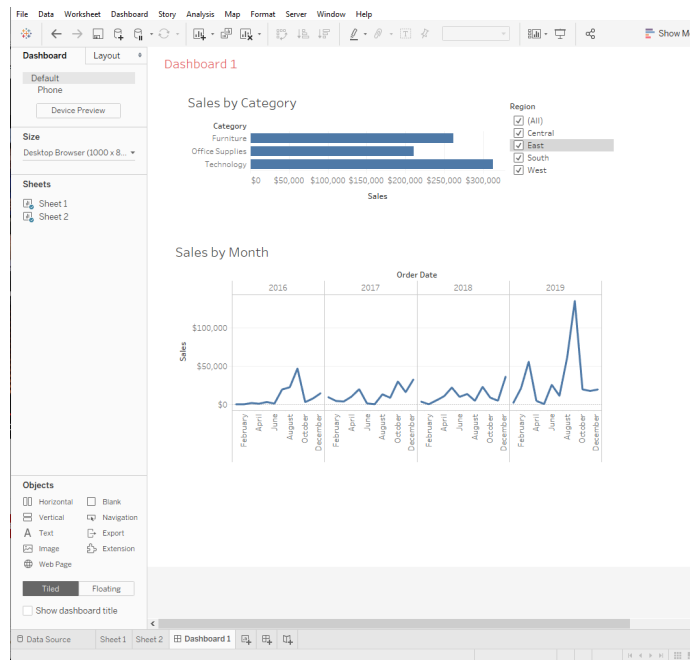 File Data Worksheet Dashboard Story Analysis Map Format Server Window Help
Show
Dashboard Layout
Default
Phone
Device Preview
Size
Desktop Browser (1000 x 8...
Sheets
Sheet 1
Sheet 2
Objects
Horizontal Blank
Vertical Navigation
A Text Export
Image Extension
Web Page
Tiled Floating
Show dashboard title
Dashboard 1
Sales by Category
Category
Furniture
Office Supplies
Technology
$0 $50,000 $100,000 $150,000 $200,000 $250,000 $300,000
Sales
Region
(All)
Central
East
South
West
Sales by Month
Order Date
2016 2017 2018 2019
Sales
$100,000
$50,000
$0
February April June August October December February April June August October December February April June August October December February April June August October December
Data Source Sheet 1 Sheet 2 Dashboard 1